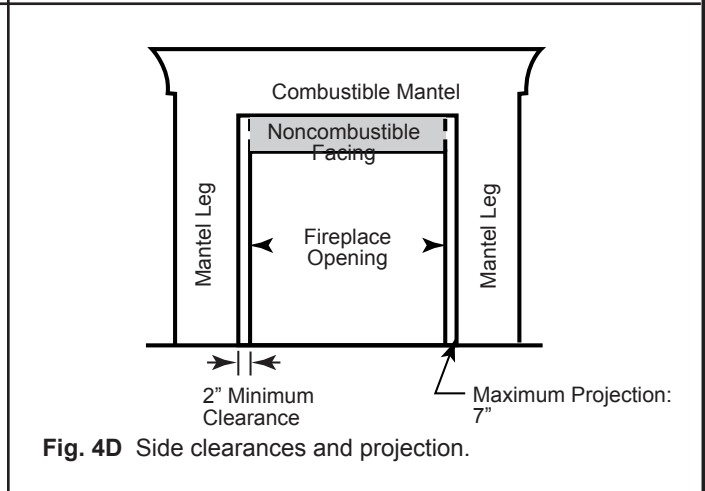 Combustible Mantel
Noncombustible
Facing
Mantel Leg
Fireplace
Opening
Mantel Leg
2” Minimum
Clearance
Maximum Projection:
7”
Fig. 4D Side clearances and projection.